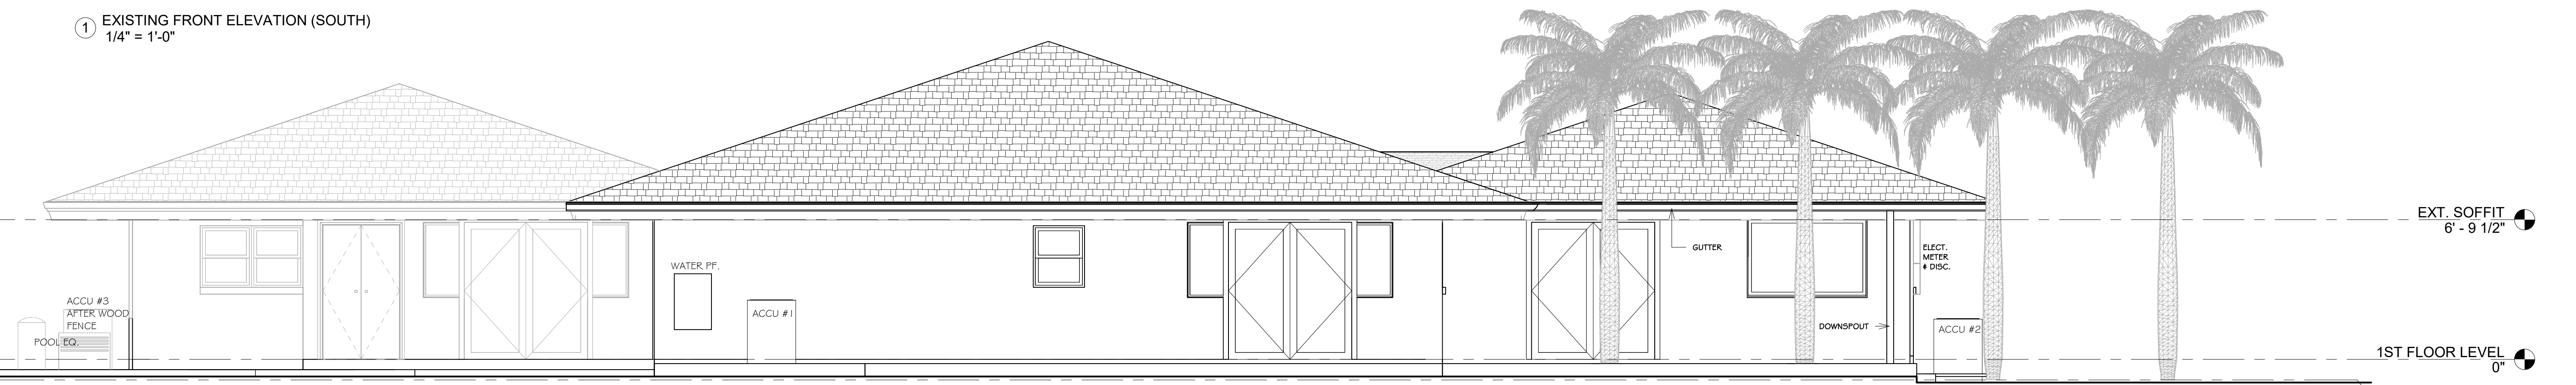 1
EXISTING FRONT ELEVATION (SOUTH)
1/4" = 1'-0"
EXT. SOFFIT
6' - 9 1/2"
GUTTER
ELECT.
METER
& DISC.
WATER PF.
ACCU #3
AFTER WOOD
FENCE
ACCU #1
DOWNSPOUT
ACCU #2
POOL EQ.
1ST FLOOR LEVEL
0"